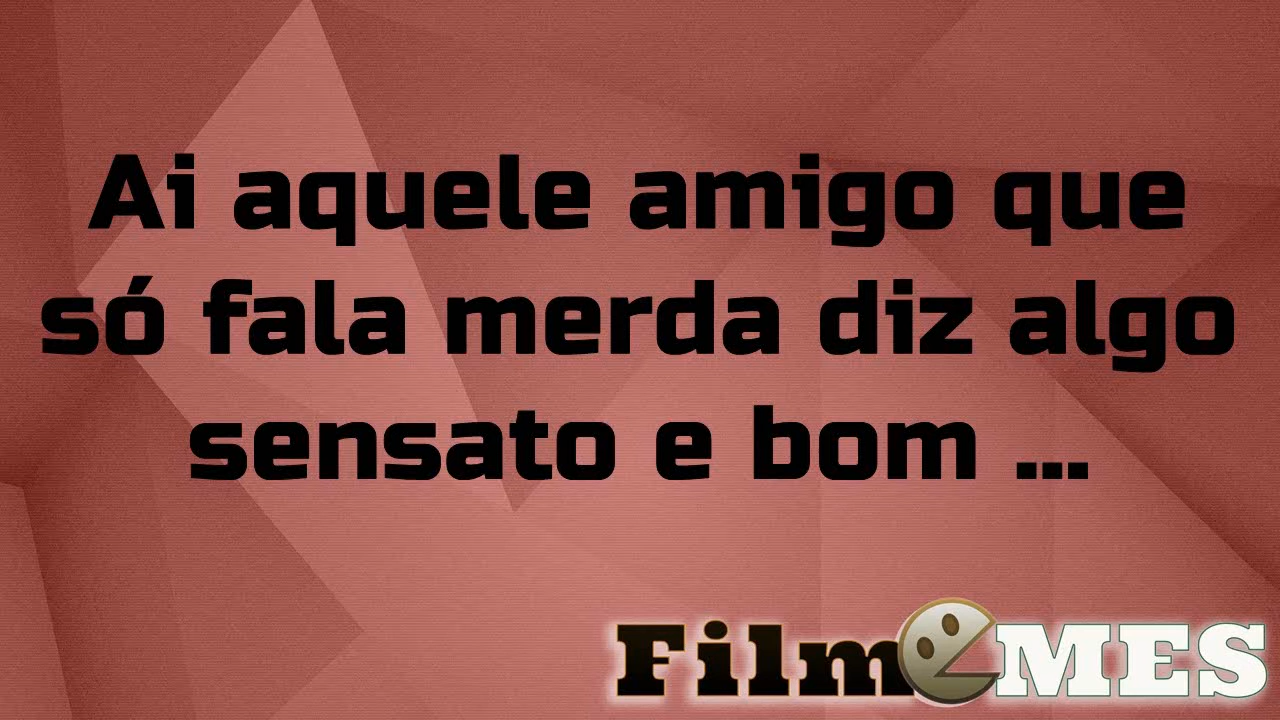 Ai aquele amigo que
só fala merda diz algo
sensato e bom ...
FilmeMES